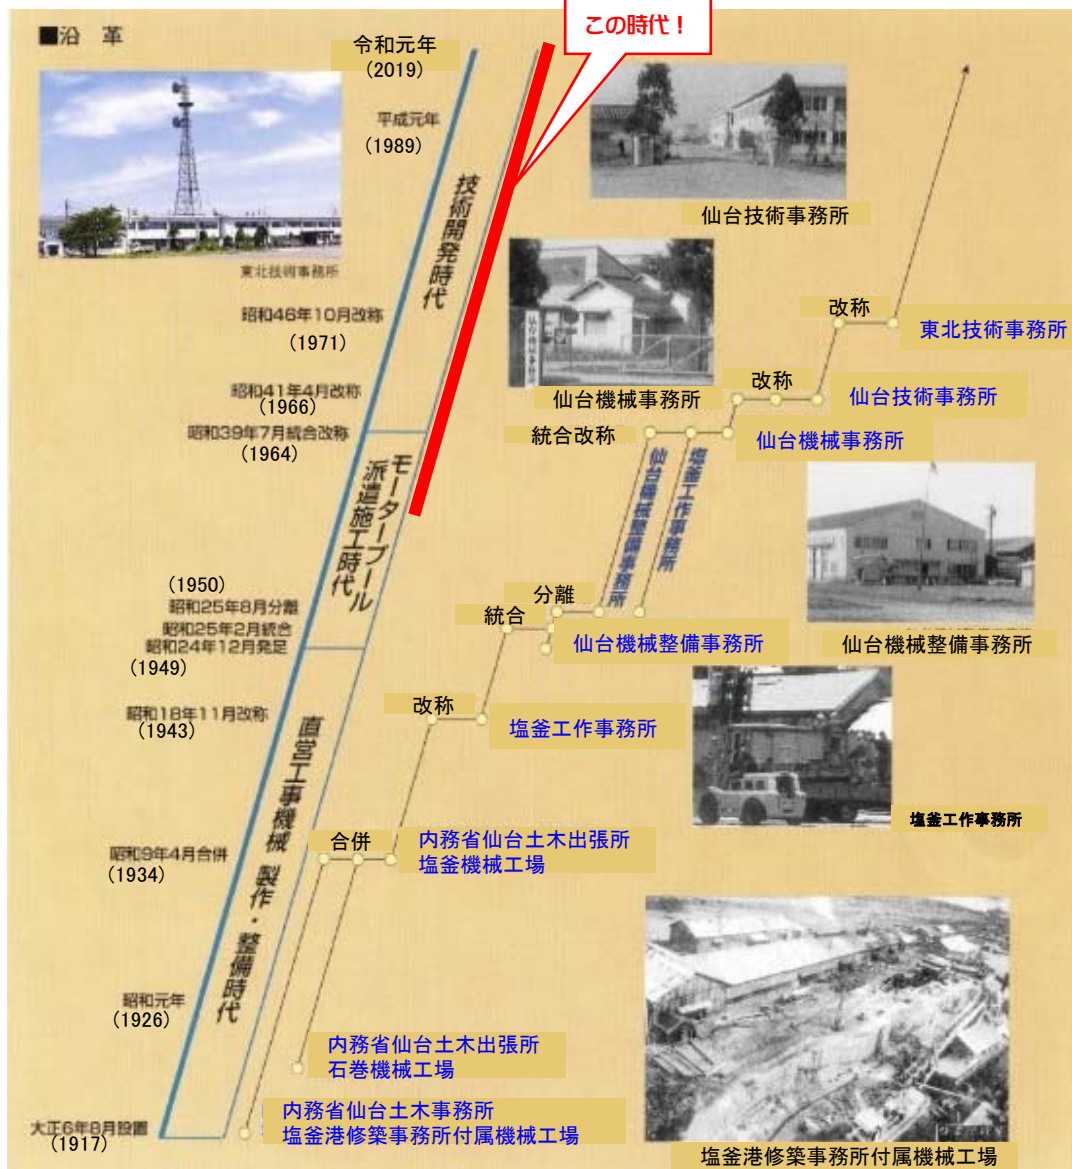 ■沿　革
この時代！
令和元年
(2019)
平成元年
(1989)
技術開発時代
仙台技術事務所
東北技術事務所
仙台機械事務所
昭和46年10月改称
(1971)
改称
東北技術事務所
昭和41年4月改称
(1966)
仙台機械事務所
改称
仙台技術事務所
昭和39年7月統合改称
(1964)
統合改称
仙台機械事務所
モータープール
派遣施工時代
仙台機械整備事務所
塩釜工作事務所
(1950)
昭和25年8月分離
分離
昭和25年2月統合
統合
昭和24年12月発足
(1949)
仙台機械整備事務所
仙台機械整備事務所
昭和18年11月改称
(1943)
改称
塩釜工作事務所
直営工事機械 製作・整備時代
塩釜工作事務所
昭和9年4月合併
(1934)
合併
内務省仙台土木出張所
塩釜機械工場
昭和元年
(1926)
内務省仙台土木出張所
石巻機械工場
大正6年8月設置
(1917)
内務省仙台土木事務所
塩釜港修築事務所付属機械工場
塩釜港修築事務所付属機械工場